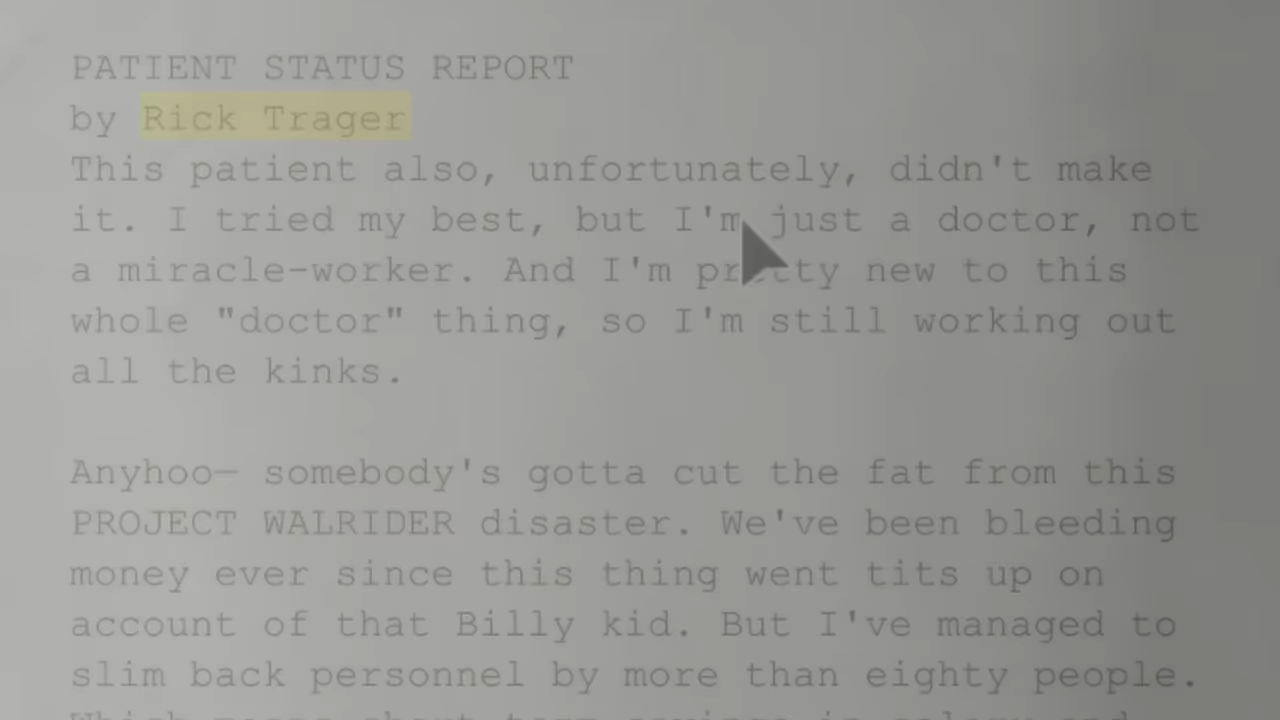 PATIENT STATUS REPORT
by Rick Trager
This patient also, unfortunately, didn't make
it. I tried my best, but I'm just a doctor, not
a miracle-worker. And I'm pretty new to this
whole "doctor" thing, so I'm still working out
all the kinks.
Anyhoo— somebody's gotta cut the fat from this
PROJECT WALRIDER disaster. We've been bleeding
money ever since this thing went tits up on
account of that Billy kid. But I've managed to
slim back personnel by more than eighty people.